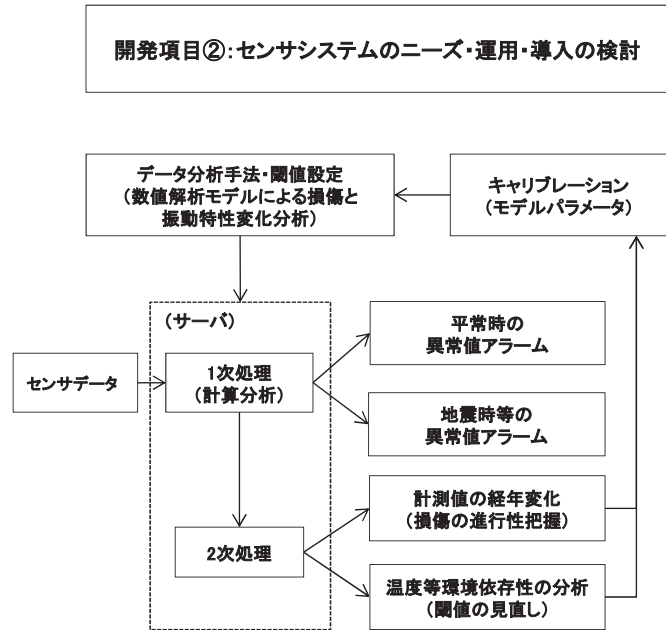 開発項目②:センサシステムのニーズ・運用・導入の検討
データ分析手法・閾値設定
(数値解析モデルによる損傷と
振動特性変化分析)
キャリブレーション
(モデルパラメータ)
(サーバ)
センサデータ
1次処理
(計算分析)
平常時の
異常値アラーム
地震時等の
異常値アラーム
2次処理
計測値の経年変化
(損傷の進行性把握)
温度等環境依存性の分析
(閾値の見直し)